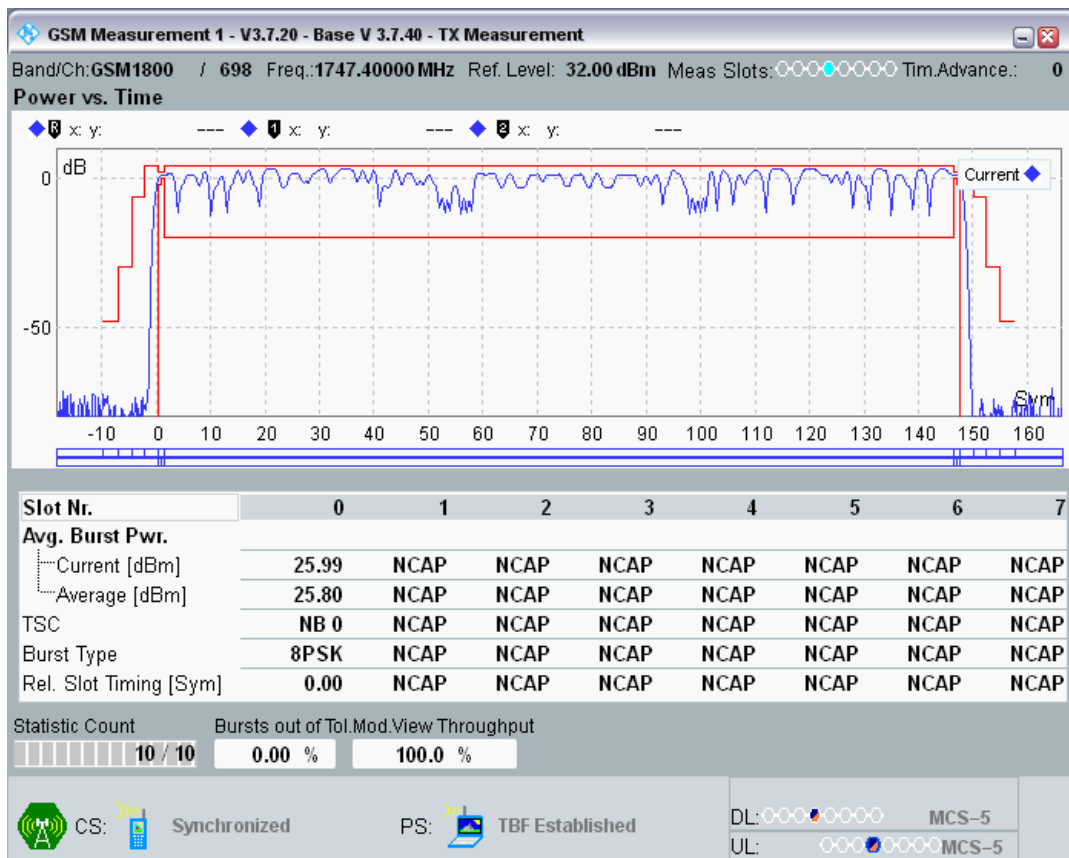 GSM Measurement 1 - V3.7.20 - Base V 3.7.40 - TX Measurement
Band/Ch:GSM1800 / 698 Freq.:1747.40000 MHz Ref. Level: 32.00 dBm Meas Slots: Tim.Advance.: 0
Power vs. Time
R x: y: --- 1 x: y: --- 2 x: y: ---
dB
Current
0
-50
Sym
-10 0 10 20 30 40 50 60 70 80 90 100 110 120 130 140 150 160
Slot Nr. 0 1 2 3 4 5 6 7
Avg. Burst Pwr.
Current [dBm] 25.99 NCAP NCAP NCAP NCAP NCAP NCAP NCAP
Average [dBm] 25.80 NCAP NCAP NCAP NCAP NCAP NCAP NCAP
TSC NB 0 NCAP NCAP NCAP NCAP NCAP NCAP NCAP
Burst Type 8PSK NCAP NCAP NCAP NCAP NCAP NCAP NCAP
Rel. Slot Timing [Sym] 0.00 NCAP NCAP NCAP NCAP NCAP NCAP NCAP
Statistic Count Bursts out of Tol. Mod.View Throughput
10 / 10 0.00 % 100.0 %
CS: Synchronized PS: TBF Established
DL: MCS-5
UL: MCS-5